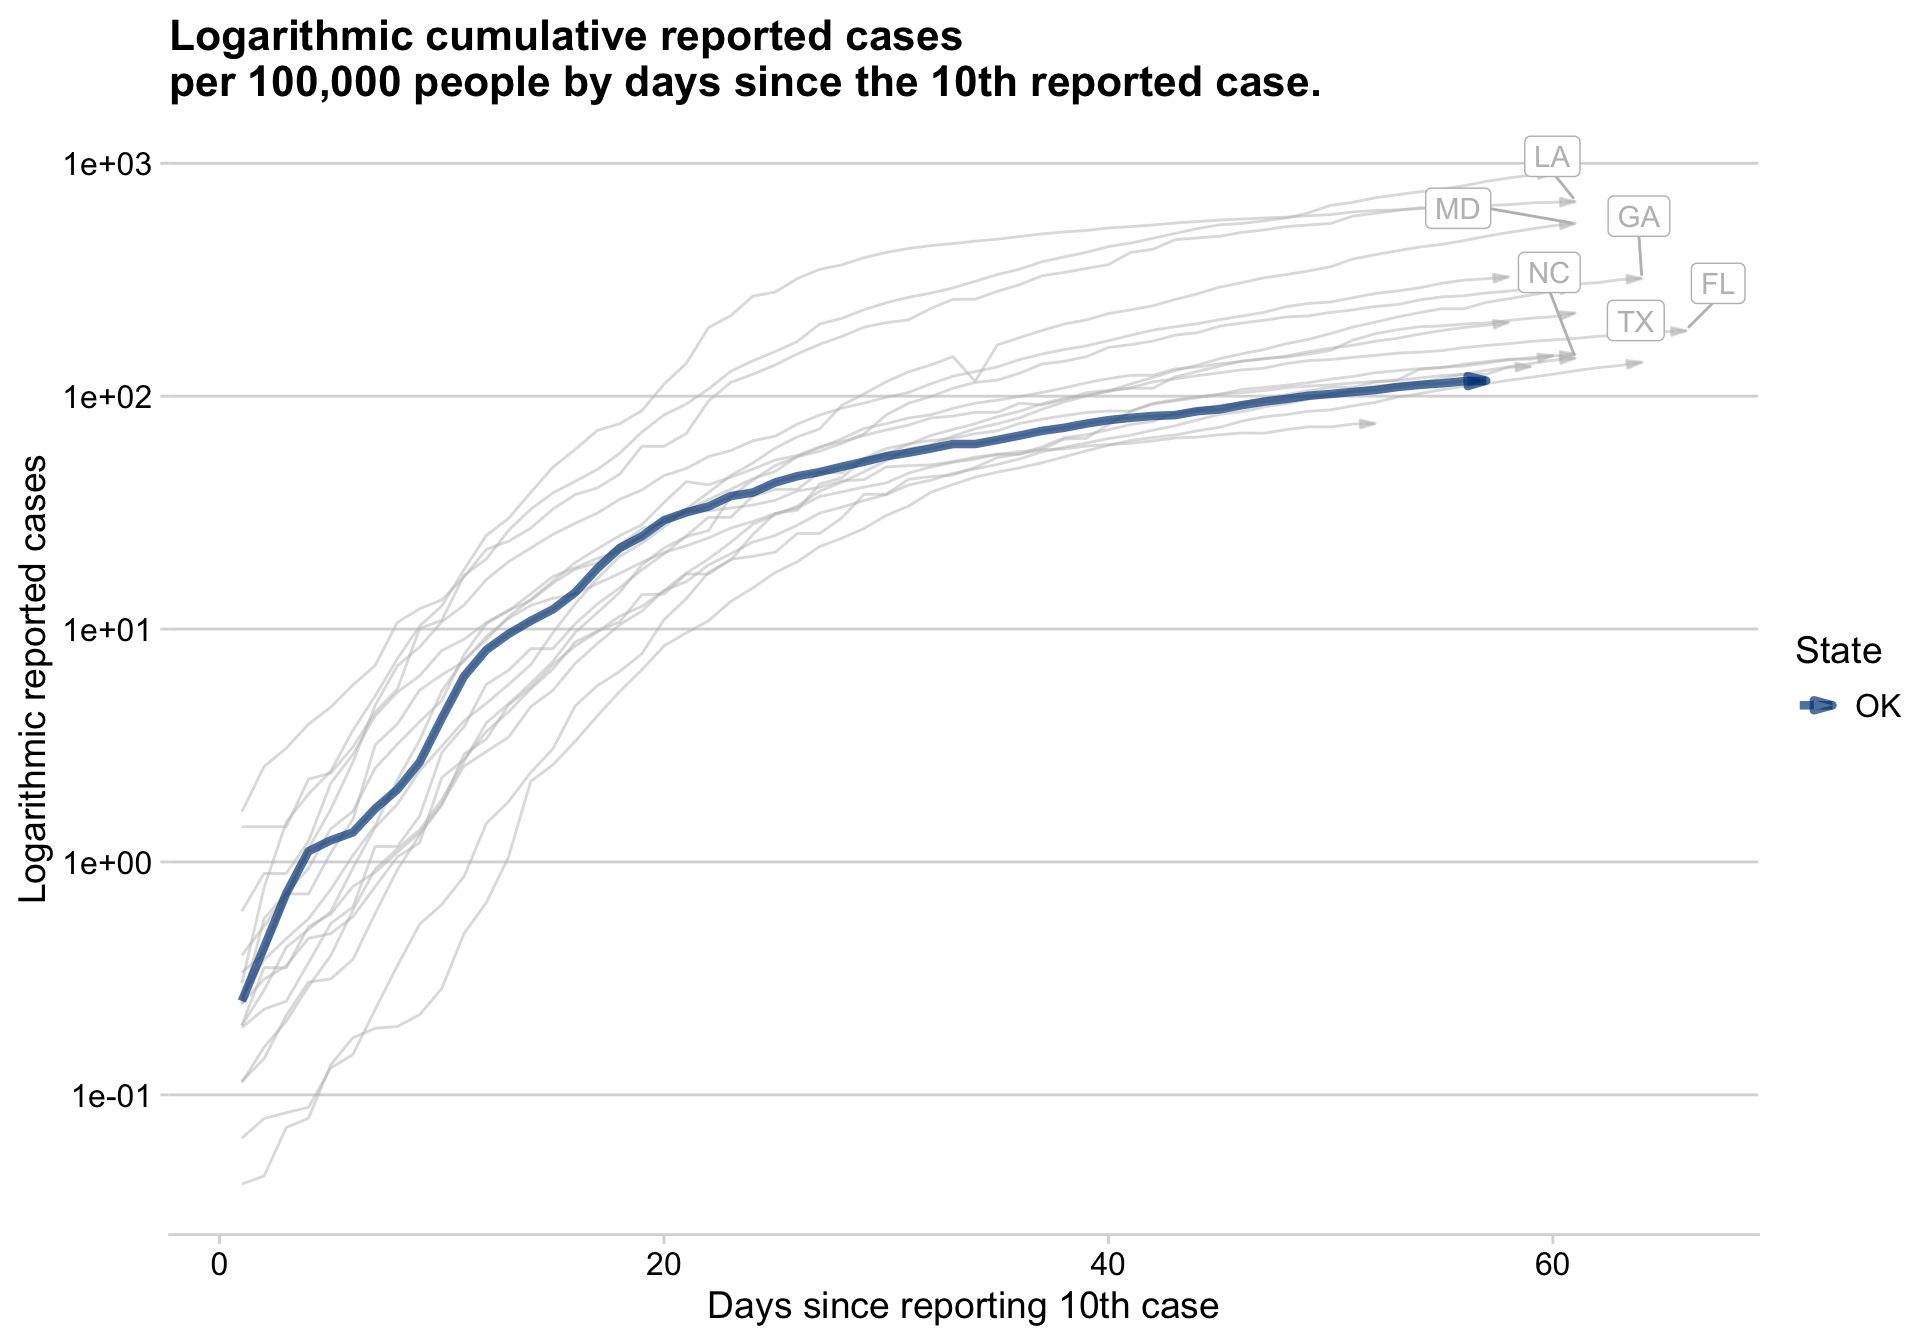 Logarithmic cumulative reported cases
per 100,000 people by days since the 10th reported case.
Logarithmic reported cases
1e+03
1e+02
1e+01
1e+00
1e-01
LA
MD
GA
NC
FL
TX
State
OK
0
20
40
60
Days since reporting 10th case